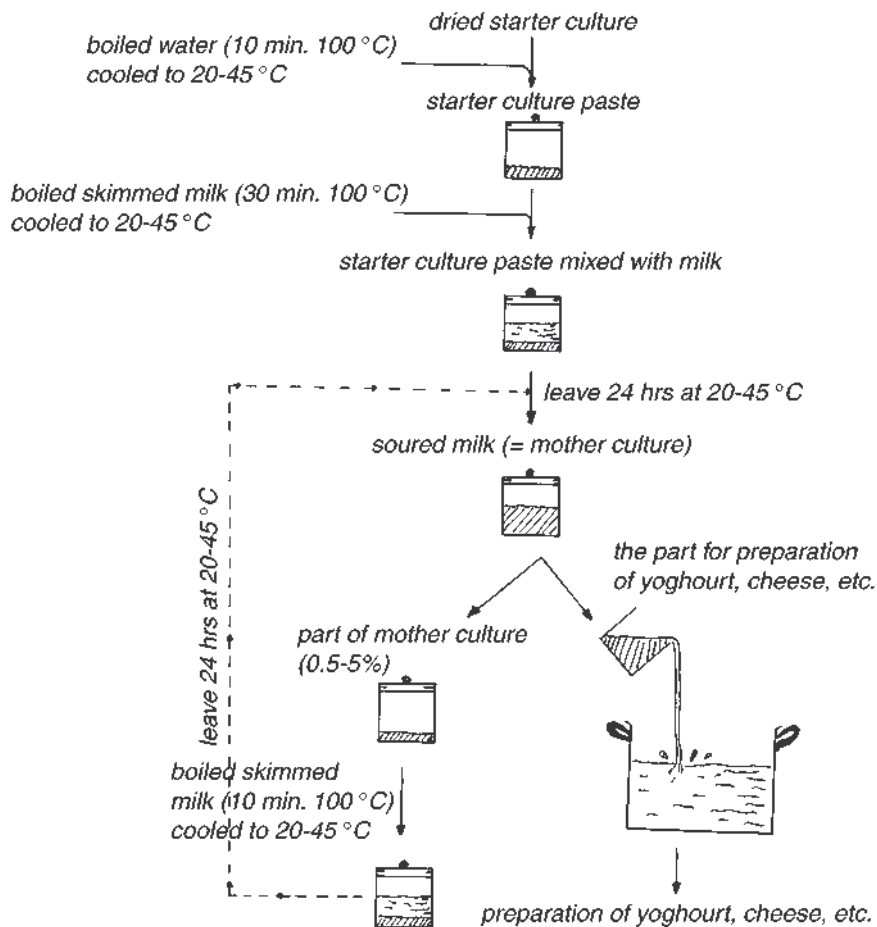 dried starter culture
boiled water (10 min. 100 °C)
cooled to 20-45 °C
starter culture paste
boiled skimmed milk (30 min. 100 °C)
cooled to 20-45 °C
starter culture paste mixed with milk
leave 24 hrs at 20-45 °C
soured milk (= mother culture)
leave 24 hrs at 20-45 °C
the part for preparation
of yoghourt, cheese, etc.
part of mother culture
(0.5-5%)
boiled skimmed
milk (10 min. 100 °C)
cooled to 20-45 °C
preparation of yoghourt, cheese, etc.